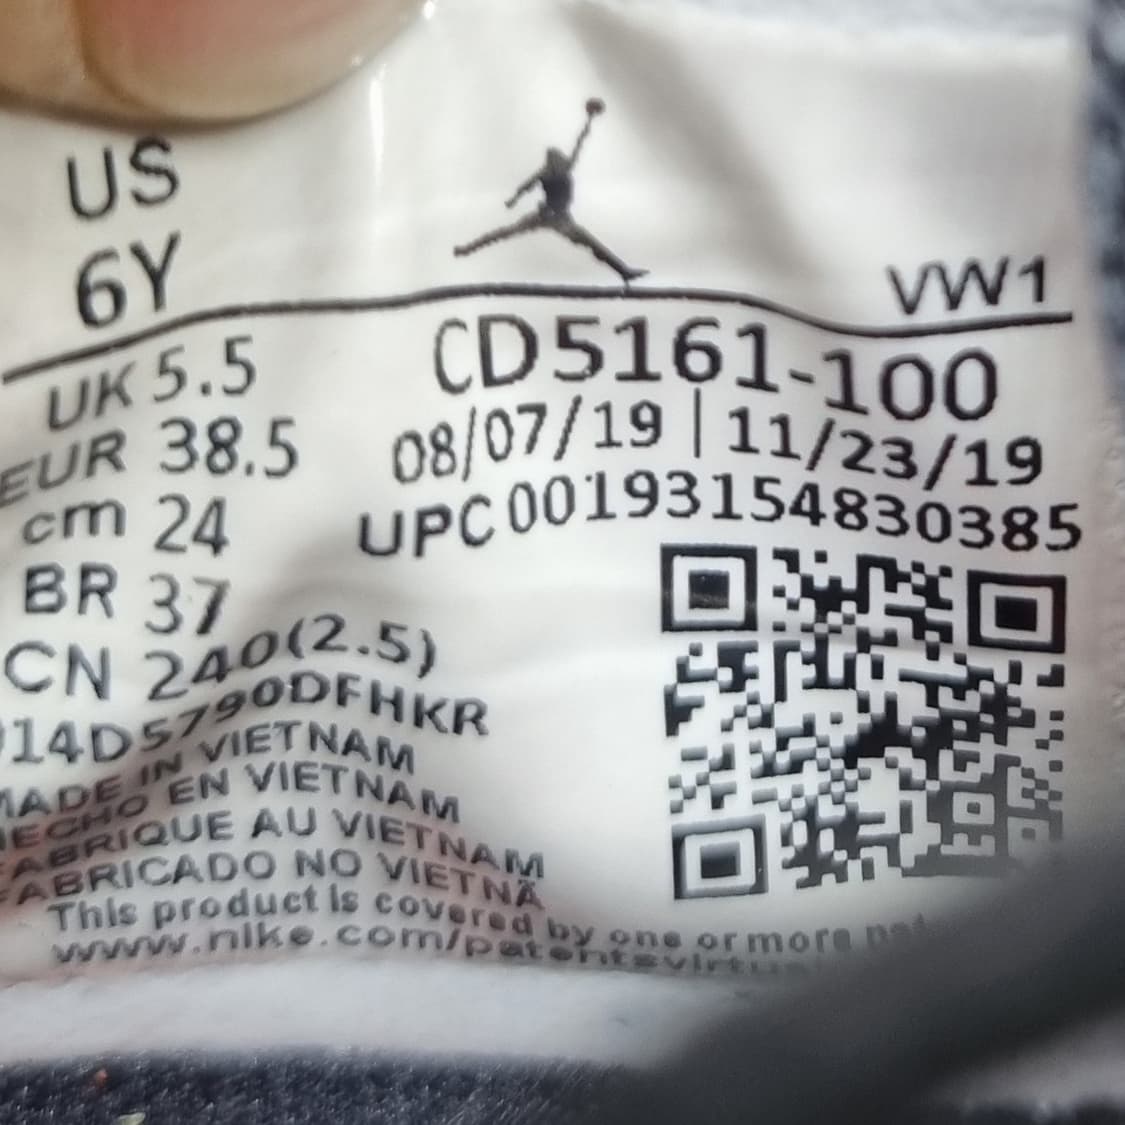 US
6Y
VW1
UK 5.5
EUR 38.5
cm 24
BR 37
CN 240(2.5)
CD5161-100
08/07/19 | 11/23/19
UPC 00193154830385
14D5790DFHKR
MADE IN VIETNAM
HECHO EN VIETNAM
FABRIQUE AU VIETNAM
FABRICADO NO VIETNÃ
This product is covered by one or more
www.nike.com/patents